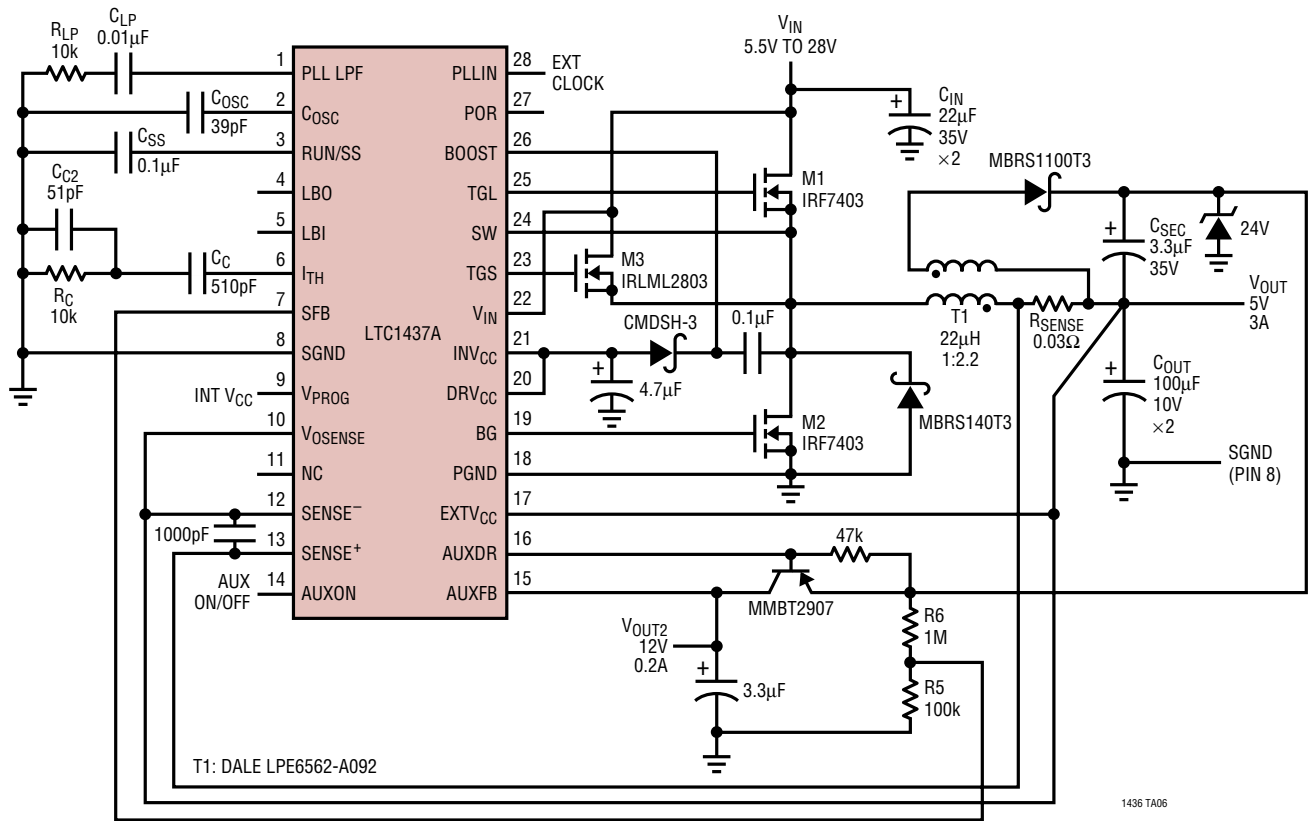 VIN
5.5V TO 28V
CLP
0.01µF
RLP
10k
COSC
39pF
CSS
0.1µF
CC2
51pF
CC
510pF
RC
10k
INT VCC
1000pF
AUX
ON/OFF
1
2
3
4
5
6
7
8
9
10
11
12
13
14
PLL LPF
COSC
RUN/SS
LBO
LBI
ITH
SFB
SGND
VPROG
VOSENSE
NC
SENSE–
SENSE+
AUXON
LTC1437A
PLLIN
POR
BOOST
TGL
SW
TGS
VIN
INVCC
DRVCC
BG
PGND
EXTVCC
AUXDR
AUXFB
28
27
26
25
24
23
22
21
20
19
18
17
16
15
EXT
CLOCK
CIN
22µF
35V
×2
M1
IRF7403
M3
IRLML2803
CMDSH-3
0.1µF
4.7µF
M2
IRF7403
MBRS140T3
MBRS1100T3
CSEC
3.3µF
35V
24V
T1
22µH
1:2.2
RSENSE
0.03Ω
VOUT
5V
3A
COUT
100µF
10V
×2
SGND
(PIN 8)
47k
MMBT2907
VOUT2
12V
0.2A
3.3µF
R6
1M
R5
100k
T1: DALE LPE6562-A092
1436 TA06